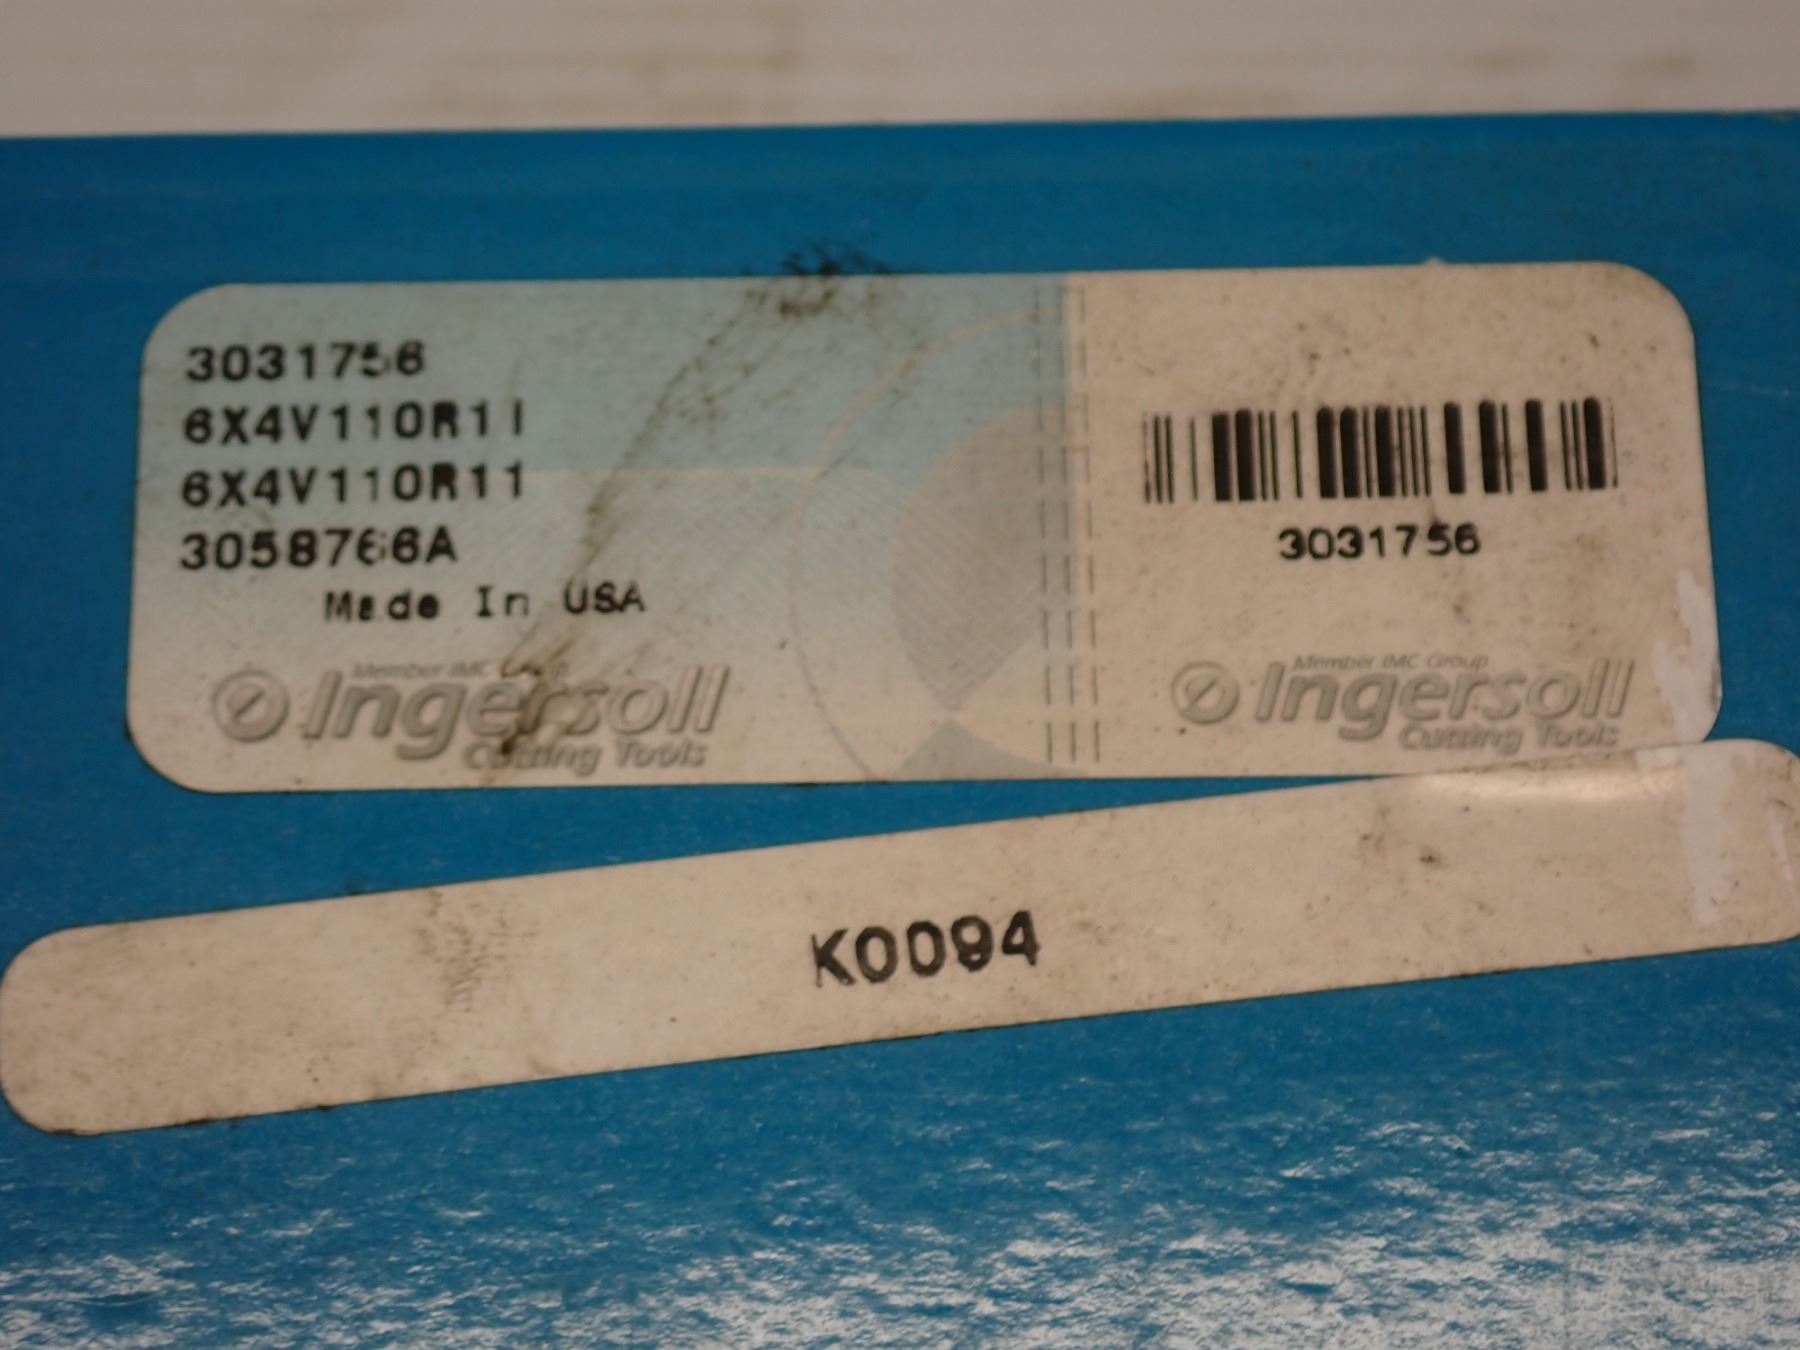 3031756
6X4V110R11
6X4V110R11
3058766A
Made In USA
Member IMC Group
Ingersoll
Cutting Tools
3031756
Member IMC Group
Ingersoll
Cutting Tools
K0094